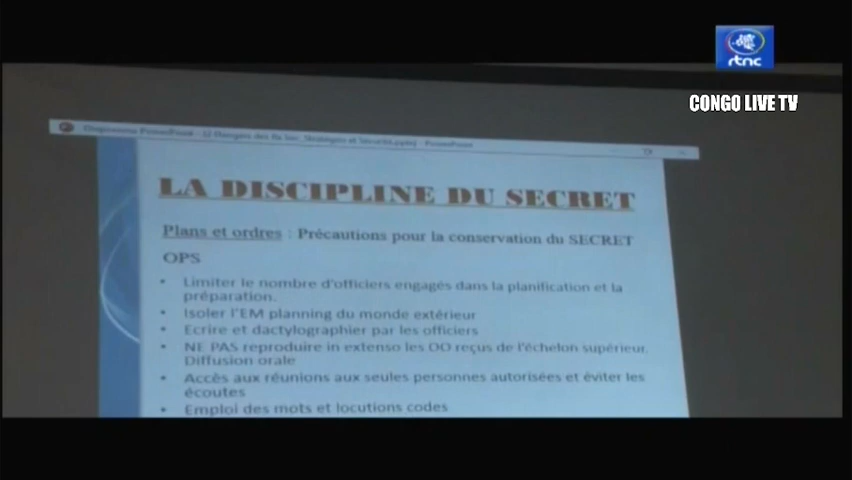 rtnc
CONGO LIVE TV
LA DISCIPLINE DU SECRET
Plans et ordres : Précautions pour la conservation du SECRET
OPS
• Limiter le nombre d'officiers engagés dans la planification et la
préparation.
• Isoler l'EM planning du monde extérieur
• Ecrire et dactylographier par les officiers
• NE PAS reproduire in extenso les OO reçus de l'échelon supérieur.
Diffusion orale
• Accès aux réunions aux seules personnes autorisées et éviter les
écoutes
• Emploi des mots et locutions codes